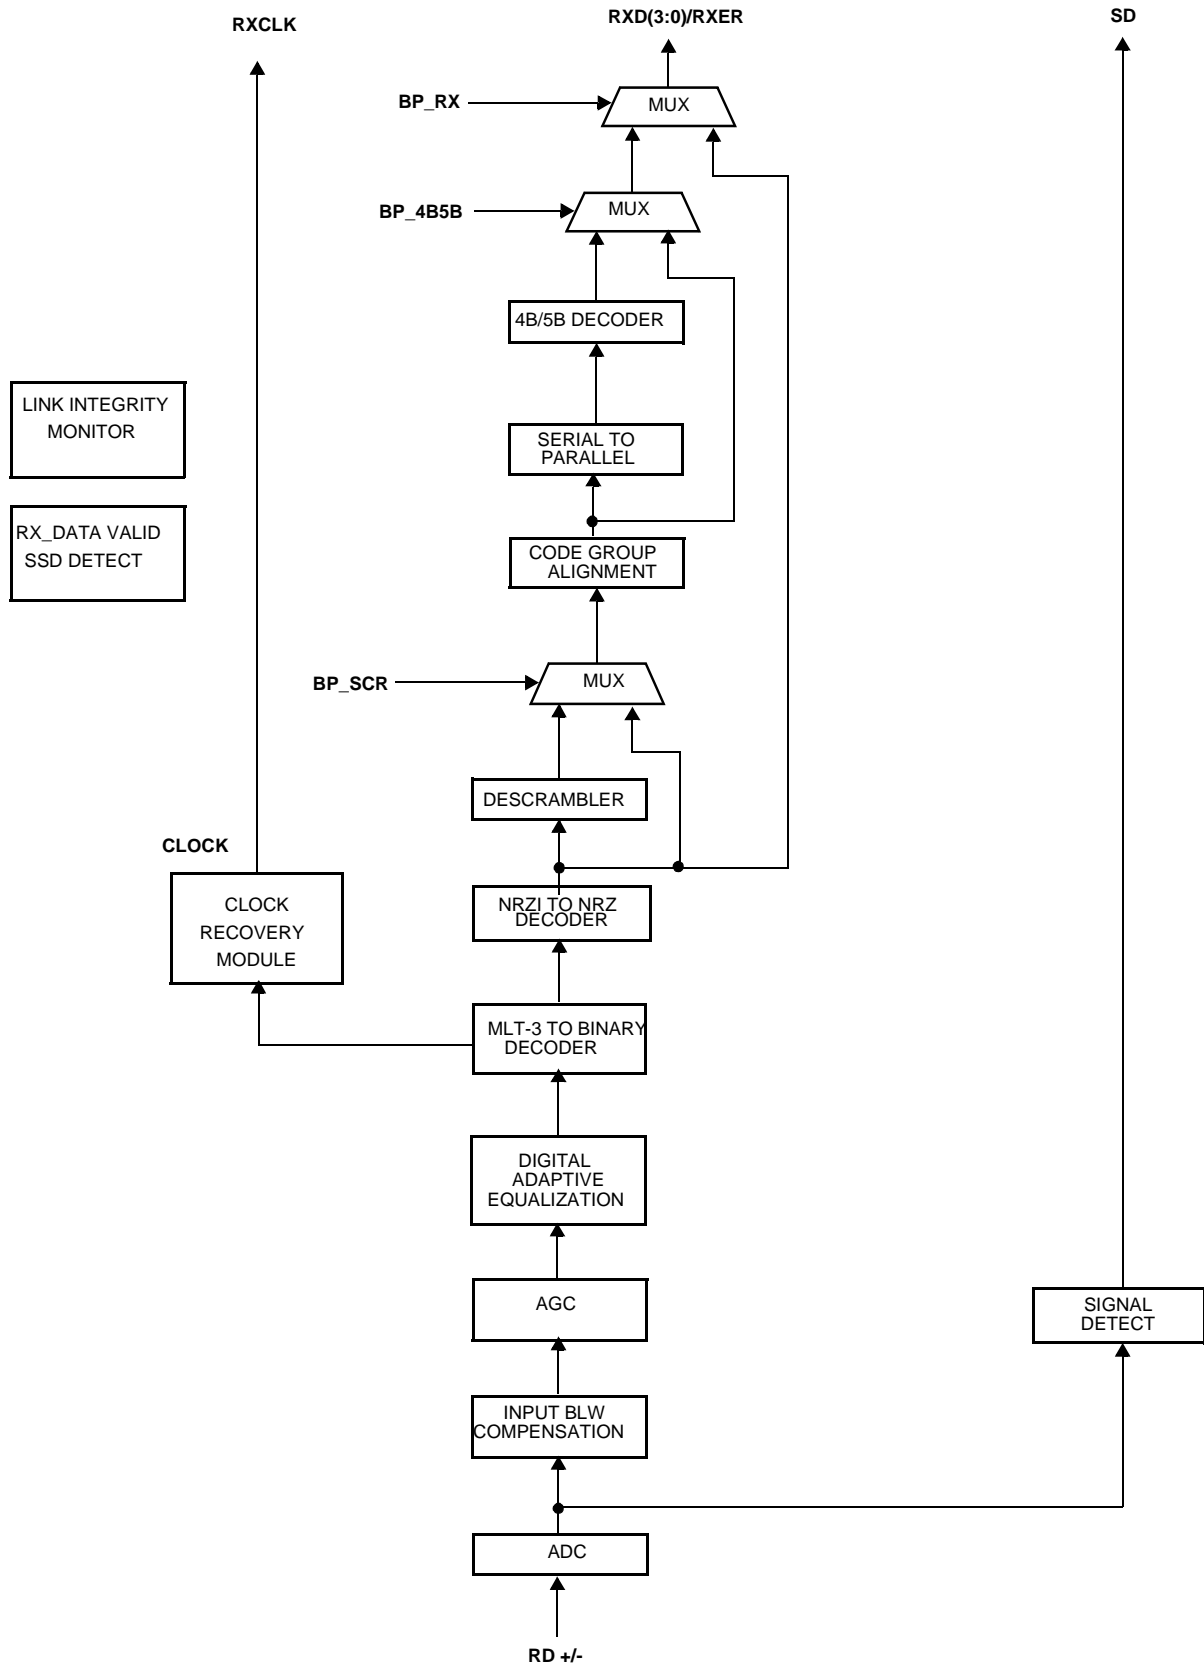 RXCLK
RXD(3:0)/RXER
SD
BP_RX
MUX
BP_4B5B
MUX
4B/5B DECODER
LINK INTEGRITY
MONITOR
SERIAL TO
PARALLEL
RX_DATA VALID
SSD DETECT
CODE GROUP
ALIGNMENT
BP_SCR
MUX
DESCRAMBLER
CLOCK
CLOCK
RECOVERY
MODULE
NRZI TO NRZ
DECODER
MLT-3 TO BINARY
DECODER
DIGITAL
ADAPTIVE
EQUALIZATION
AGC
SIGNAL
DETECT
INPUT BLW
COMPENSATION
ADC
RD +/-